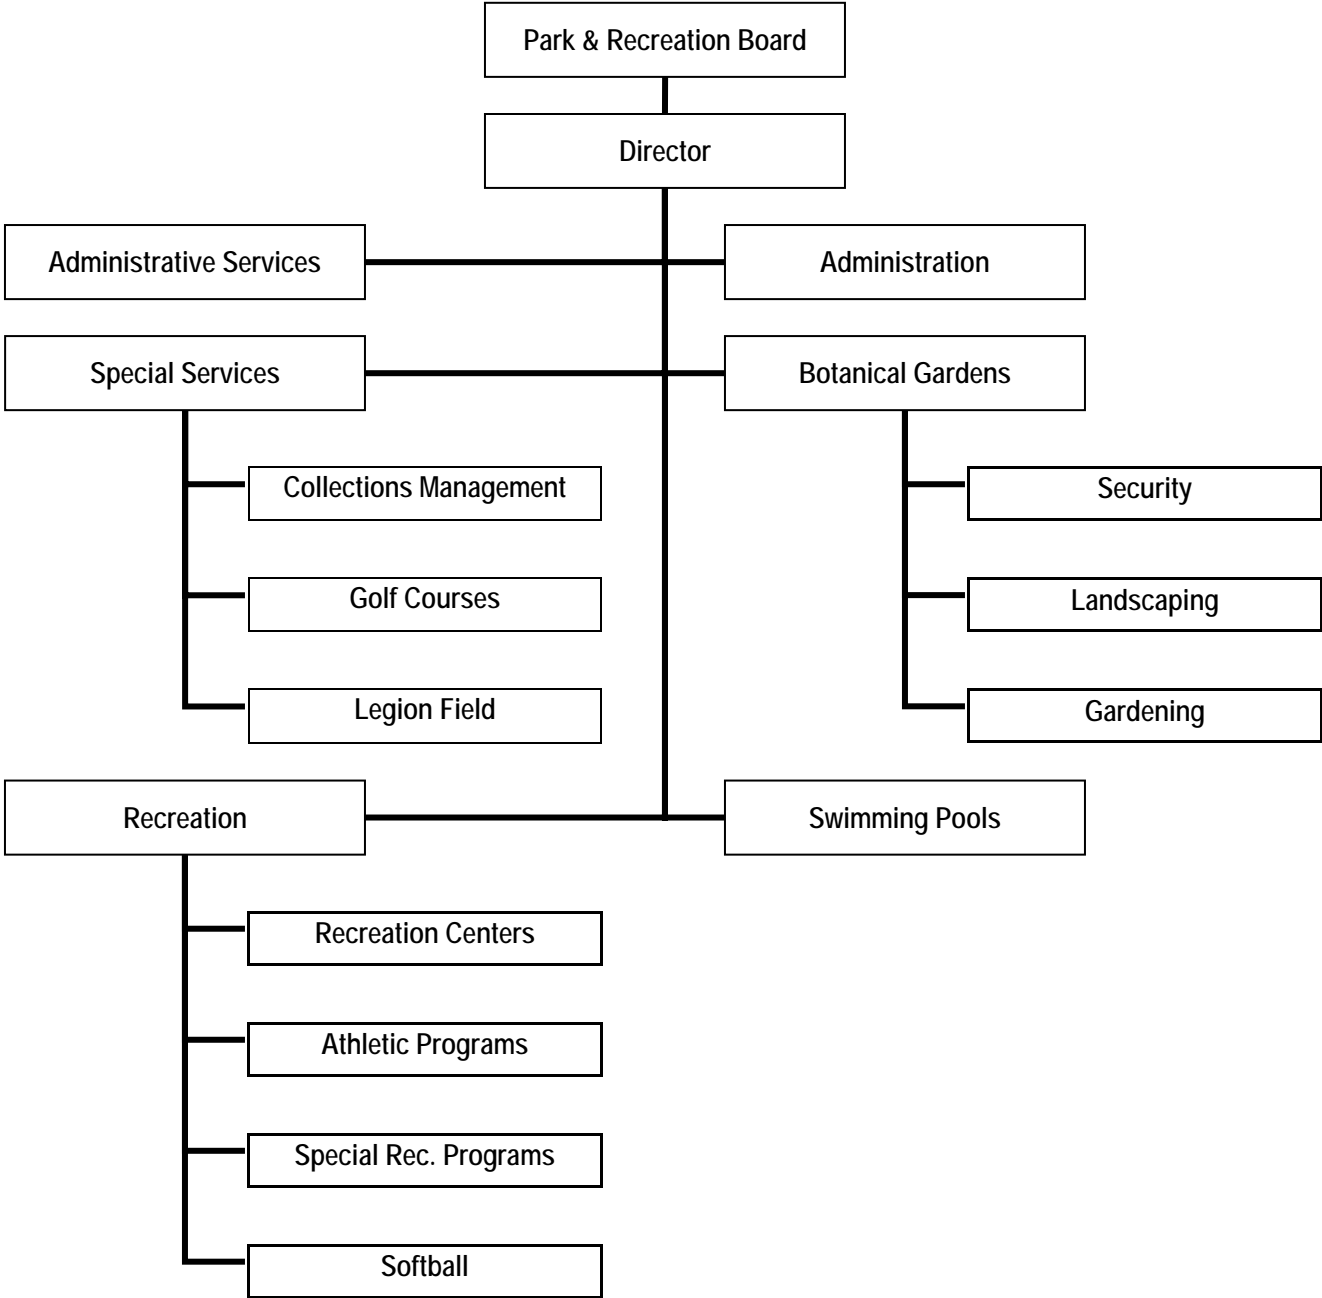 Park & Recreation Board
Director
Administrative Services
Administration
Special Services
Botanical Gardens
Collections Management
Security
Golf Courses
Landscaping
Legion Field
Gardening
Recreation
Swimming Pools
Recreation Centers
Athletic Programs
Special Rec. Programs
Softball